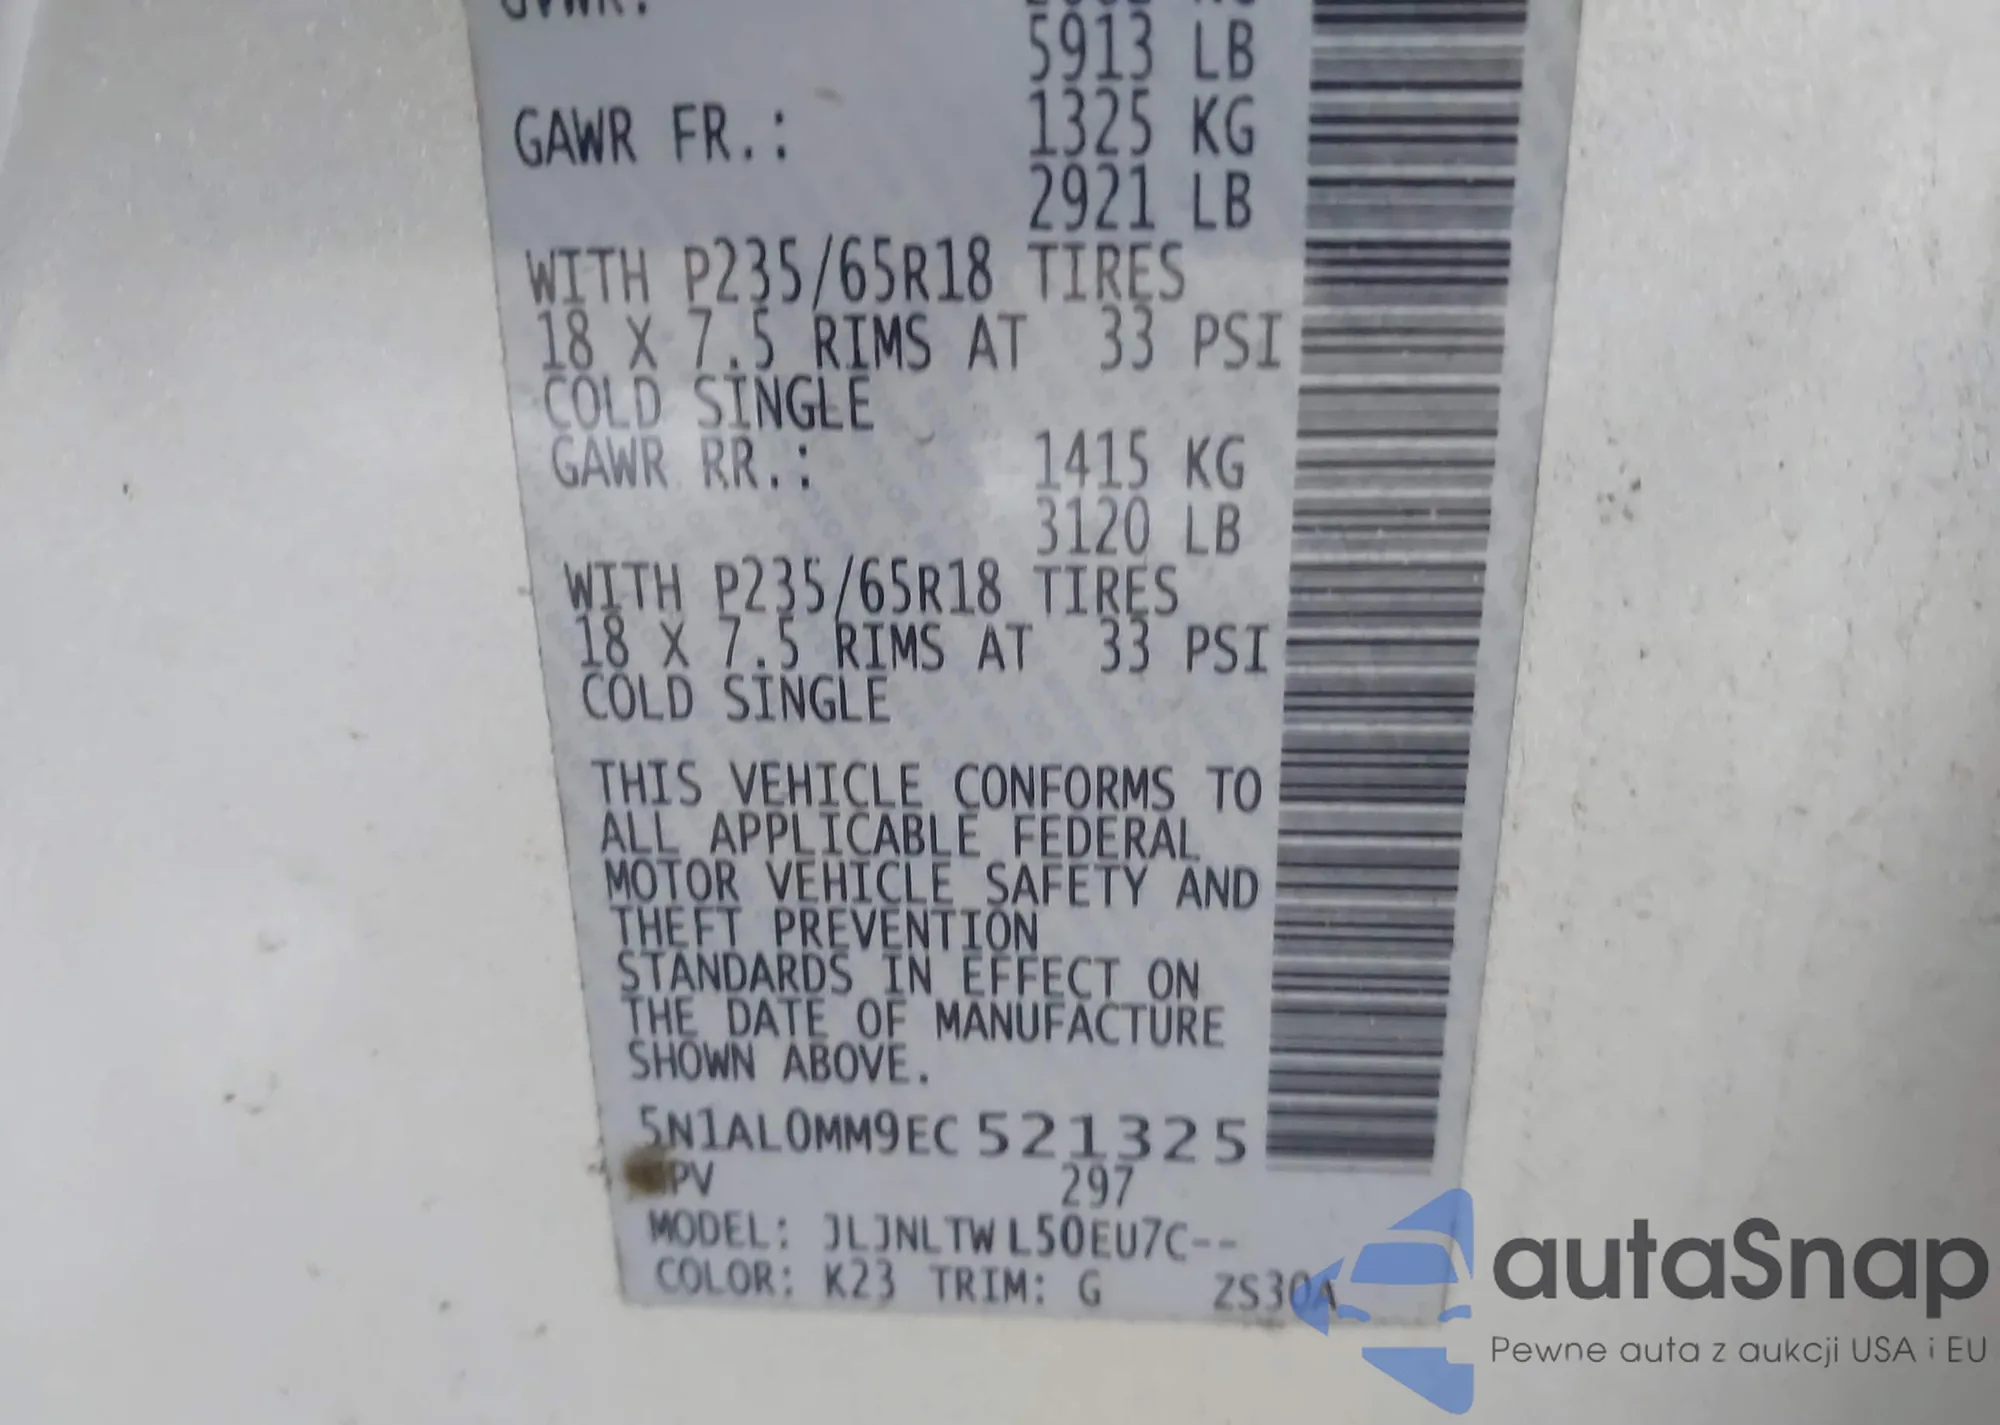 GVWR:
5913 LB
GAWR FR.: 1325 KG
2921 LB
WITH P235/65R18 TIRES
18 X 7.5 RIMS AT 33 PSI
COLD SINGLE
GAWR RR.: 1415 KG
3120 LB
WITH P235/65R18 TIRES
18 X 7.5 RIMS AT 33 PSI
COLD SINGLE
THIS VEHICLE CONFORMS TO
ALL APPLICABLE FEDERAL
MOTOR VEHICLE SAFETY AND
THEFT PREVENTION
STANDARDS IN EFFECT ON
THE DATE OF MANUFACTURE
SHOWN ABOVE.
5N1AL0MM9EC521325
297
MODEL: JLJNLTW L50EU7C--
COLOR: K23 TRIM: G ZS30A
autaSnap
Pewne auta z aukcji USA i EU